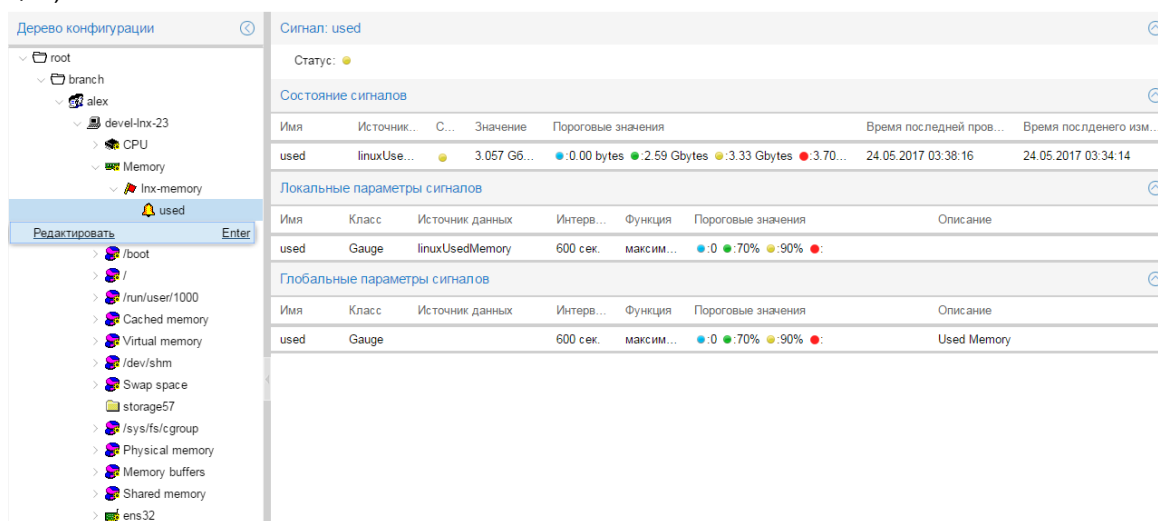 Дерево конфигурации
root
branch
alex
devel-lnx-23
CPU
Memory
lnx-memory
used
Редактировать Enter
/boot
/
/run/user/1000
Cached memory
Virtual memory
/dev/shm
Swap space
storage57
/sys/fs/cgroup
Physical memory
Memory buffers
Shared memory
ens32
Сигнал: used
Статус:
Состояние сигналов
Имя Источник... С... Значение Пороговые значения Время последней пров... Время послденего изм...
used linuxUse... 3.057 Gб... :0.00 bytes :2.59 Gbytes :3.33 Gbytes :3.70... 24.05.2017 03:38:16 24.05.2017 03:34:14
Локальные параметры сигналов
Имя Класс Источник данных Интерв... Функция Пороговые значения Описание
used Gauge linuxUsedMemory 600 сек. максим... :0 :70% :90% :
Глобальные параметры сигналов
Имя Класс Источник данных Интерв... Функция Пороговые значения Описание
used Gauge 600 сек. максим... :0 :70% :90% : Used Memory